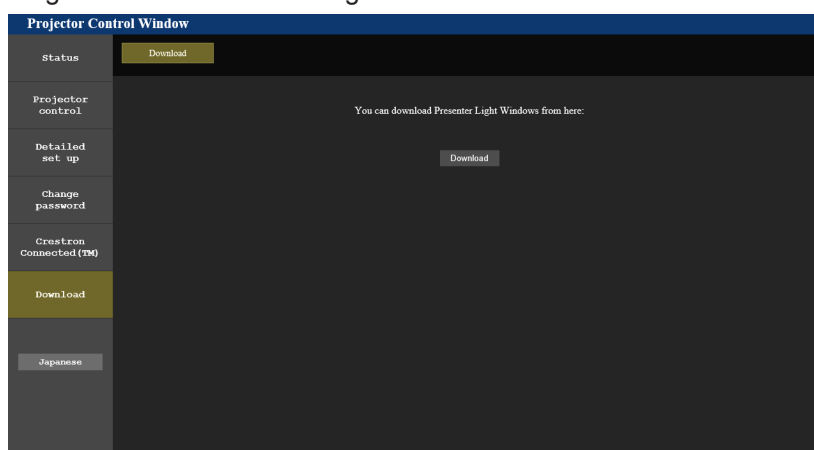 Projector Control Window
Status
Download
Projector
control
You can download Presenter Light Windows from here:
Detailed
set up
Download
Change
password
Crestron
Connected(TM)
Download
Japanese